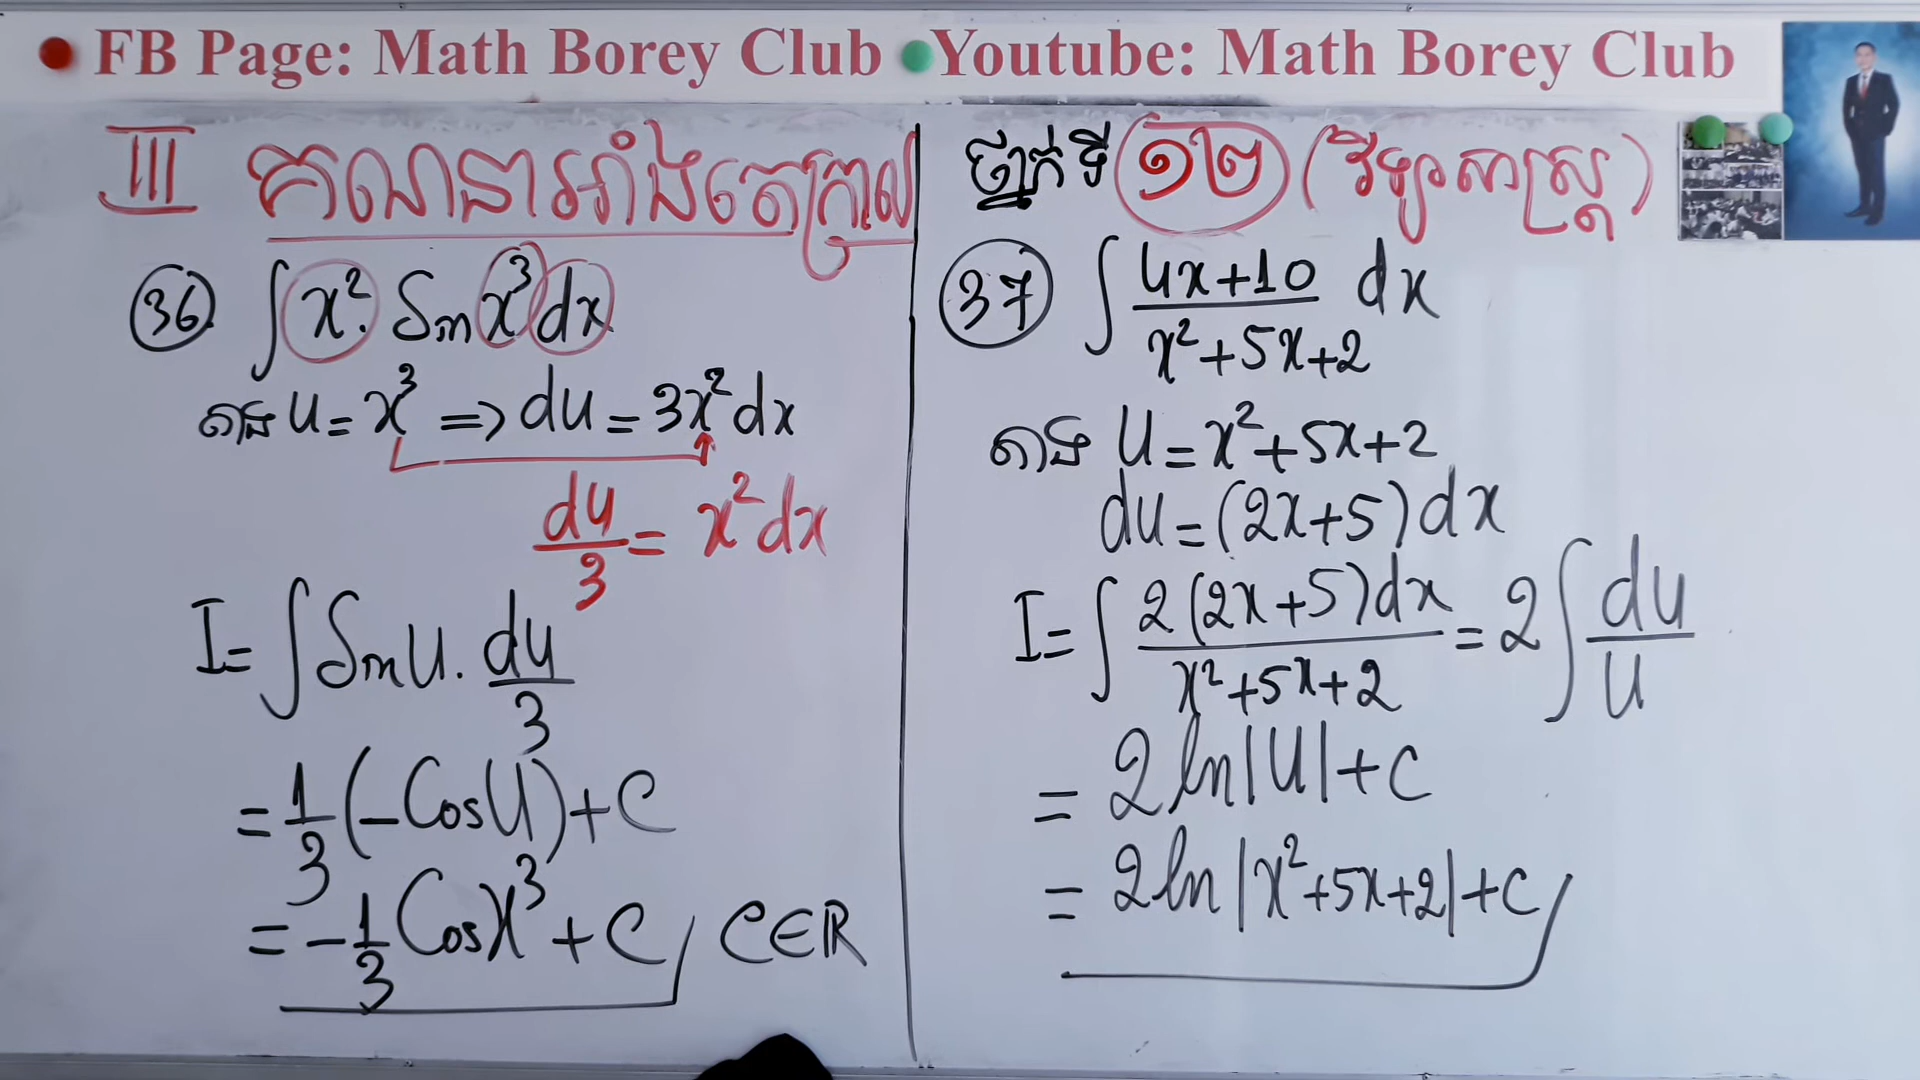 FB Page: Math Borey Club Youtube: Math Borey Club
III គណនាអាំងតេក្រាល
ថ្នាក់ទី ១២ (វិទ្យាសាស្ត្រ)
36 ∫ x². Sin x³ dx
តាង u = x³ => du = 3x² dx
du/3 = x² dx
I = ∫ Sin u . du/3
= 1/3 (-Cos u) + C
= -1/3 Cos x³ + C, C∈R
37 ∫ (4x+10)/(x²+5x+2) dx
តាង u = x²+5x+2
du = (2x+5)dx
I = ∫ 2(2x+5)dx/(x²+5x+2) = 2 ∫ du/u
= 2 ln|u| + c
= 2 ln|x²+5x+2| + c